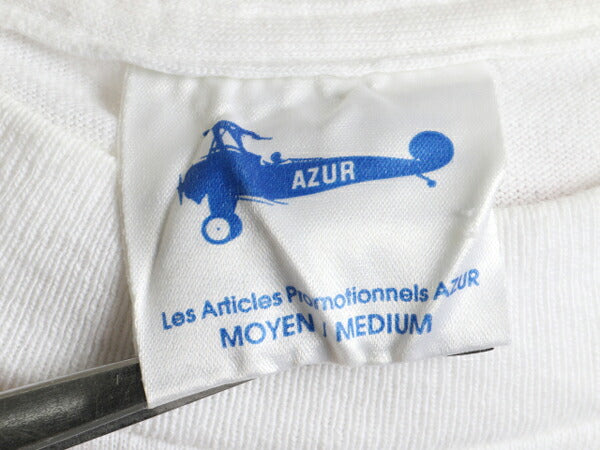 AZUR
Les Articles Promotionnels AZUR
MOYEN / MEDIUM